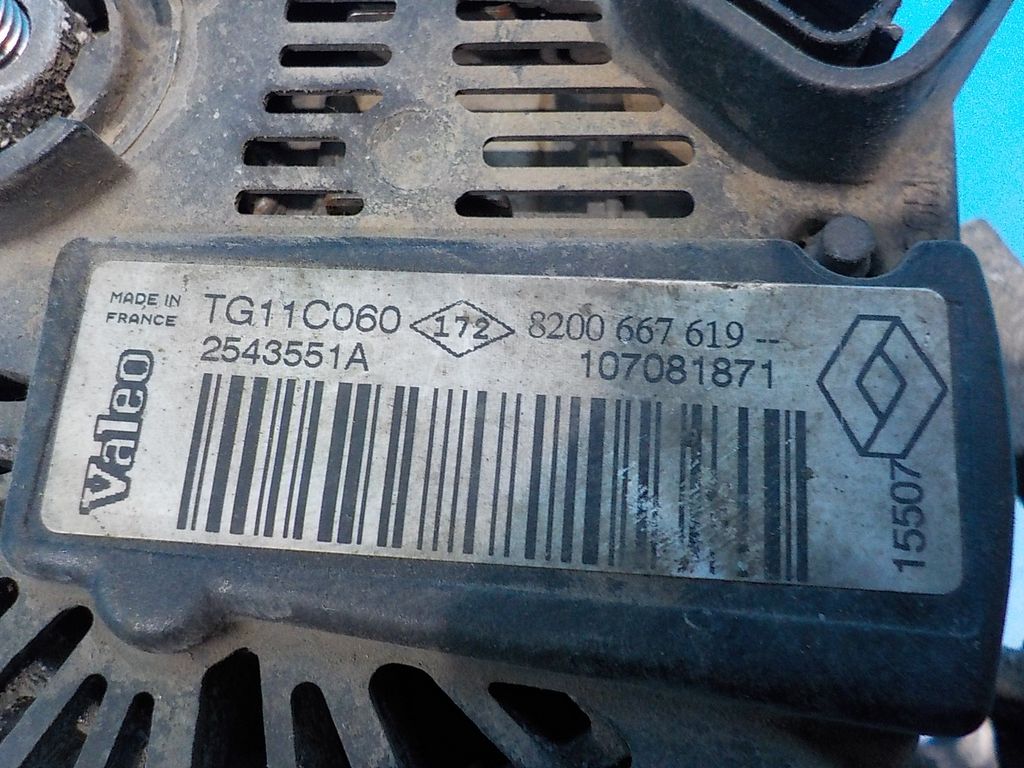 MADE IN
FRANCE
TG11C060 172 8200 667 619 --
2543551A 107081871
Valeo
15507